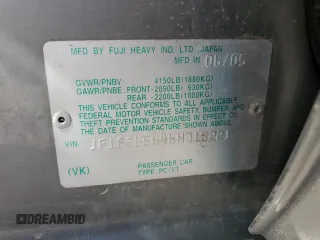 MFD BY FUJI HEAVY IND. LTD. JAPAN
MFD IN 06/05
GVWR/PNBV 4150LB(1880KG)
GAWR/PNBE: FRONT-2050LB( 930KG)
REAR -2200LB(1000KG)
THIS VEHICLE CONFORMS TO ALL APPLICABLE
FEDERAL MOTOR VEHICLE SAFETY, BUMPER, AND
THEFT PREVENTION STANDARDS IN EFFECT ON
THE DATE OF MANUFACTURE SHOWN ABOVE.
VIN
(VK)
PASSENGER CAR
TYPE:PC/VT
DREAMBID